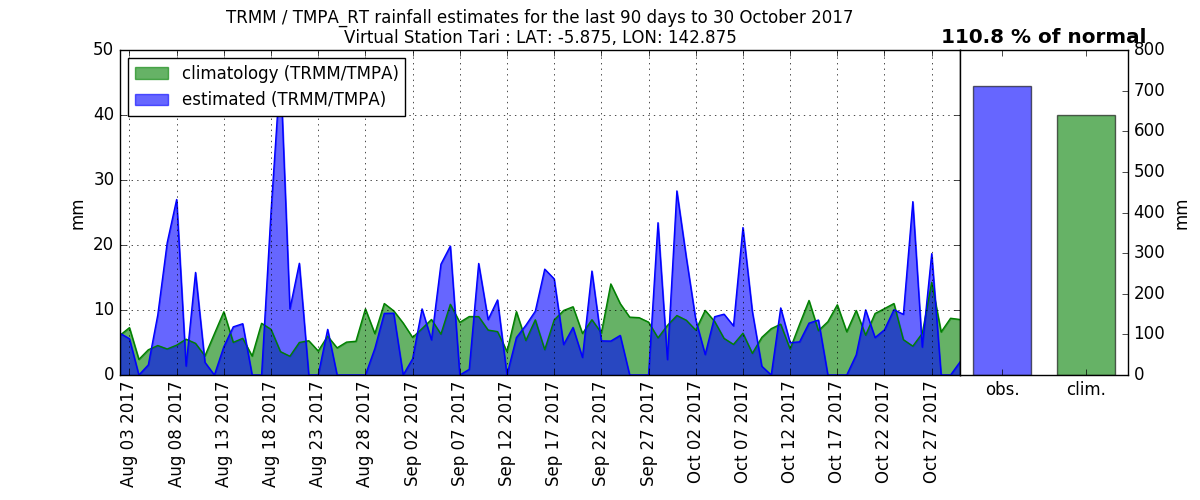 TRMM / TMPA_RT rainfall estimates for the last 90 days to 30 October 2017
Virtual Station Tari : LAT: -5.875, LON: 142.875
110.8 % of normal
climatology (TRMM/TMPA)
estimated (TRMM/TMPA)
50
40
30
20
10
0
mm
Aug 03 2017
Aug 08 2017
Aug 13 2017
Aug 18 2017
Aug 23 2017
Aug 28 2017
Sep 02 2017
Sep 07 2017
Sep 12 2017
Sep 17 2017
Sep 22 2017
Sep 27 2017
Oct 02 2017
Oct 07 2017
Oct 12 2017
Oct 17 2017
Oct 22 2017
Oct 27 2017
obs.
clim.
800
700
600
500
400
300
200
100
0
mm